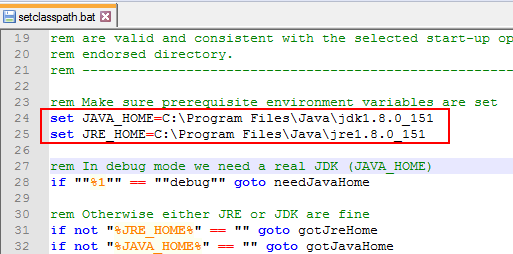 setclasspath.bat
19 rem are valid and consistent with the selected start-up op
20 rem endorsed directory.
21 rem ---------------------------------------------------------
22
23 rem Make sure prerequisite environment variables are set
24 set JAVA_HOME=C:\Program Files\Java\jdk1.8.0_151
25 set JRE_HOME=C:\Program Files\Java\jre1.8.0_151
26
27 rem In debug mode we need a real JDK (JAVA_HOME)
28 if ""%1"" == ""debug"" goto needJavaHome
29
30 rem Otherwise either JRE or JDK are fine
31 if not "%JRE_HOME%" == "" goto gotJreHome
32 if not "%JAVA_HOME%" == "" goto gotJavaHome